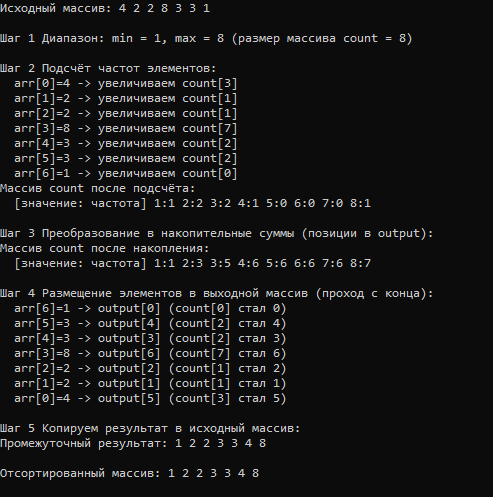 Исходный массив: 4 2 2 8 3 3 1
Шаг 1 Диапазон: min = 1, max = 8 (размер массива count = 8)
Шаг 2 Подсчёт частот элементов:
arr[0]=4 -> увеличиваем count[3]
arr[1]=2 -> увеличиваем count[1]
arr[2]=2 -> увеличиваем count[1]
arr[3]=8 -> увеличиваем count[7]
arr[4]=3 -> увеличиваем count[2]
arr[5]=3 -> увеличиваем count[2]
arr[6]=1 -> увеличиваем count[0]
Массив count после подсчёта:
[значение: частота] 1:1 2:2 3:2 4:1 5:0 6:0 7:0 8:1
Шаг 3 Преобразование в накопительные суммы (позиции в output):
Массив count после накопления:
[значение: частота] 1:1 2:3 3:5 4:6 5:6 6:6 7:6 8:7
Шаг 4 Размещение элементов в выходной массив (проход с конца):
arr[6]=1 -> output[0] (count[0] стал 0)
arr[5]=3 -> output[4] (count[2] стал 4)
arr[4]=3 -> output[3] (count[2] стал 3)
arr[3]=8 -> output[6] (count[7] стал 6)
arr[2]=2 -> output[2] (count[1] стал 2)
arr[1]=2 -> output[1] (count[1] стал 1)
arr[0]=4 -> output[5] (count[3] стал 5)
Шаг 5 Копируем результат в исходный массив:
Промежуточный результат: 1 2 2 3 3 4 8
Отсортированный массив: 1 2 2 3 3 4 8